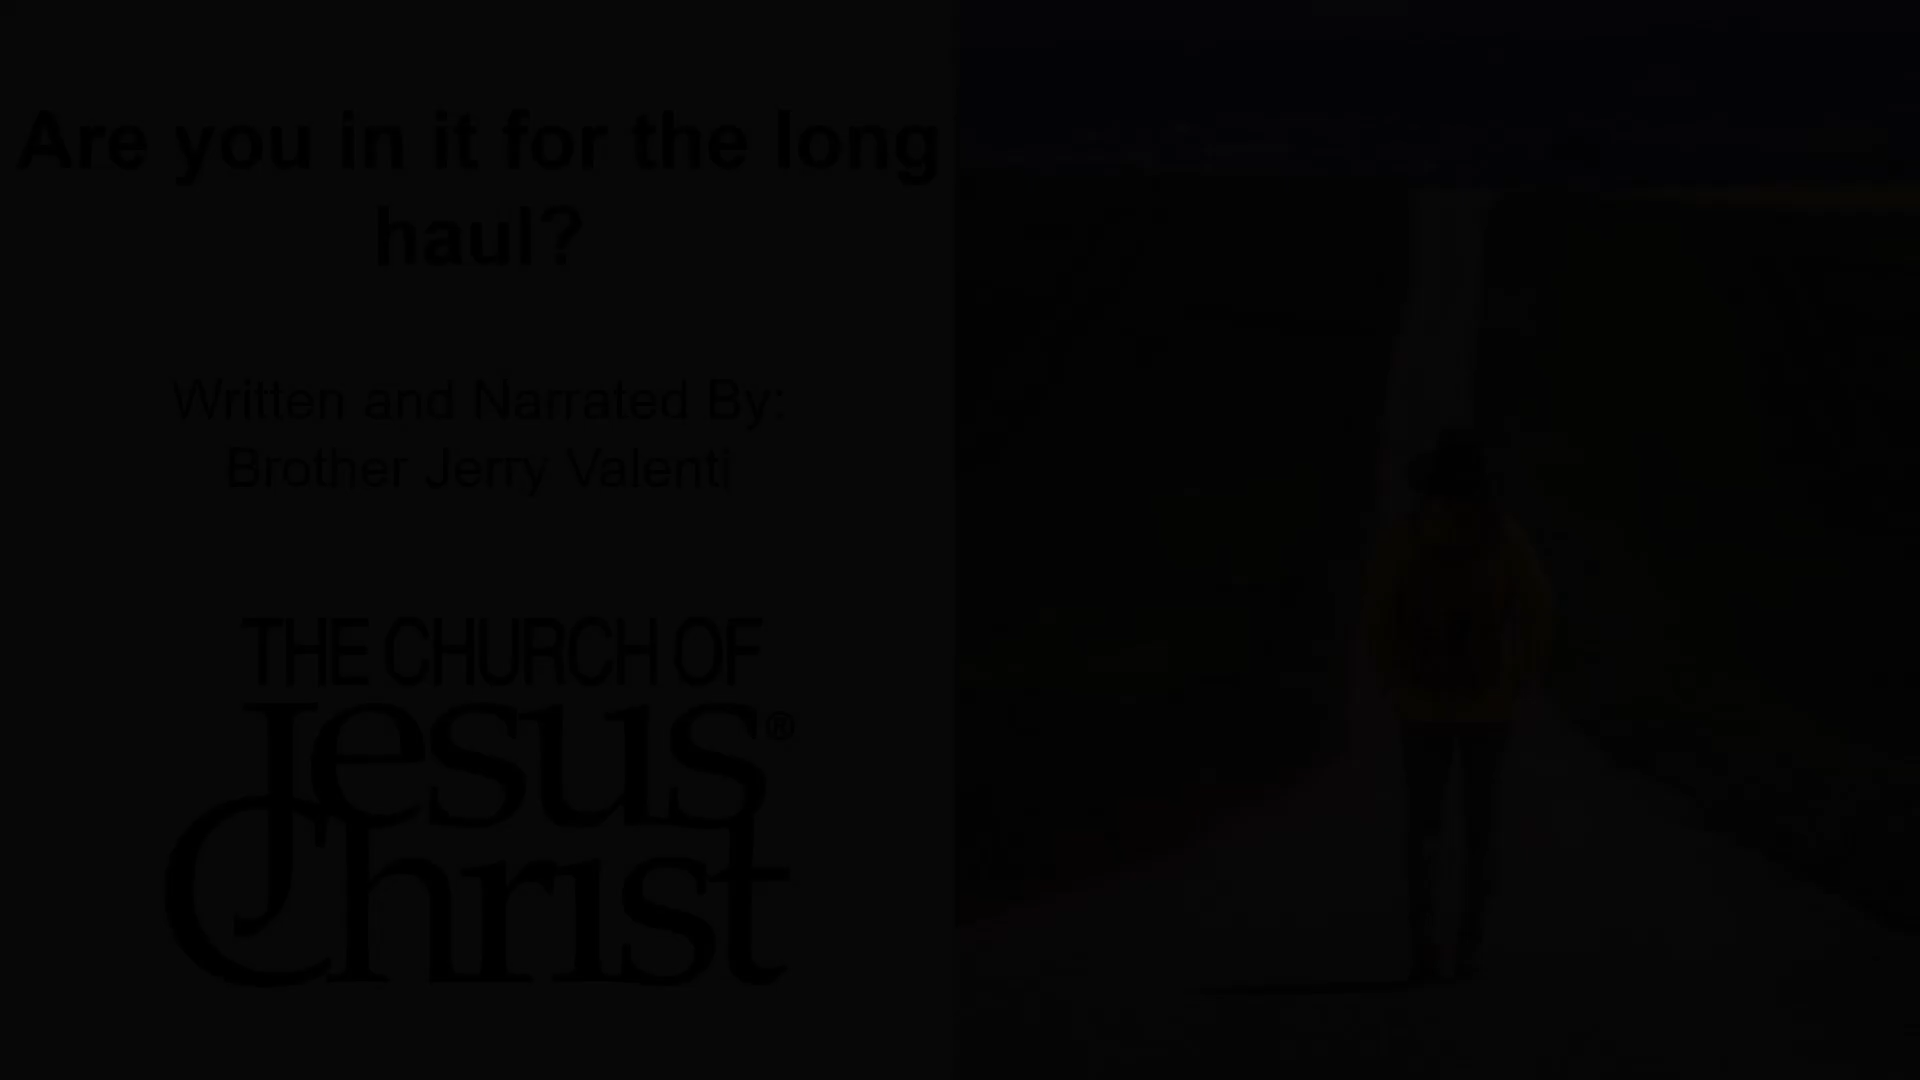 Are you in it for the long
haul?
Written and Narrated By:
Brother Jerry Valenti
THE CHURCH OF
Jesus®
Christ